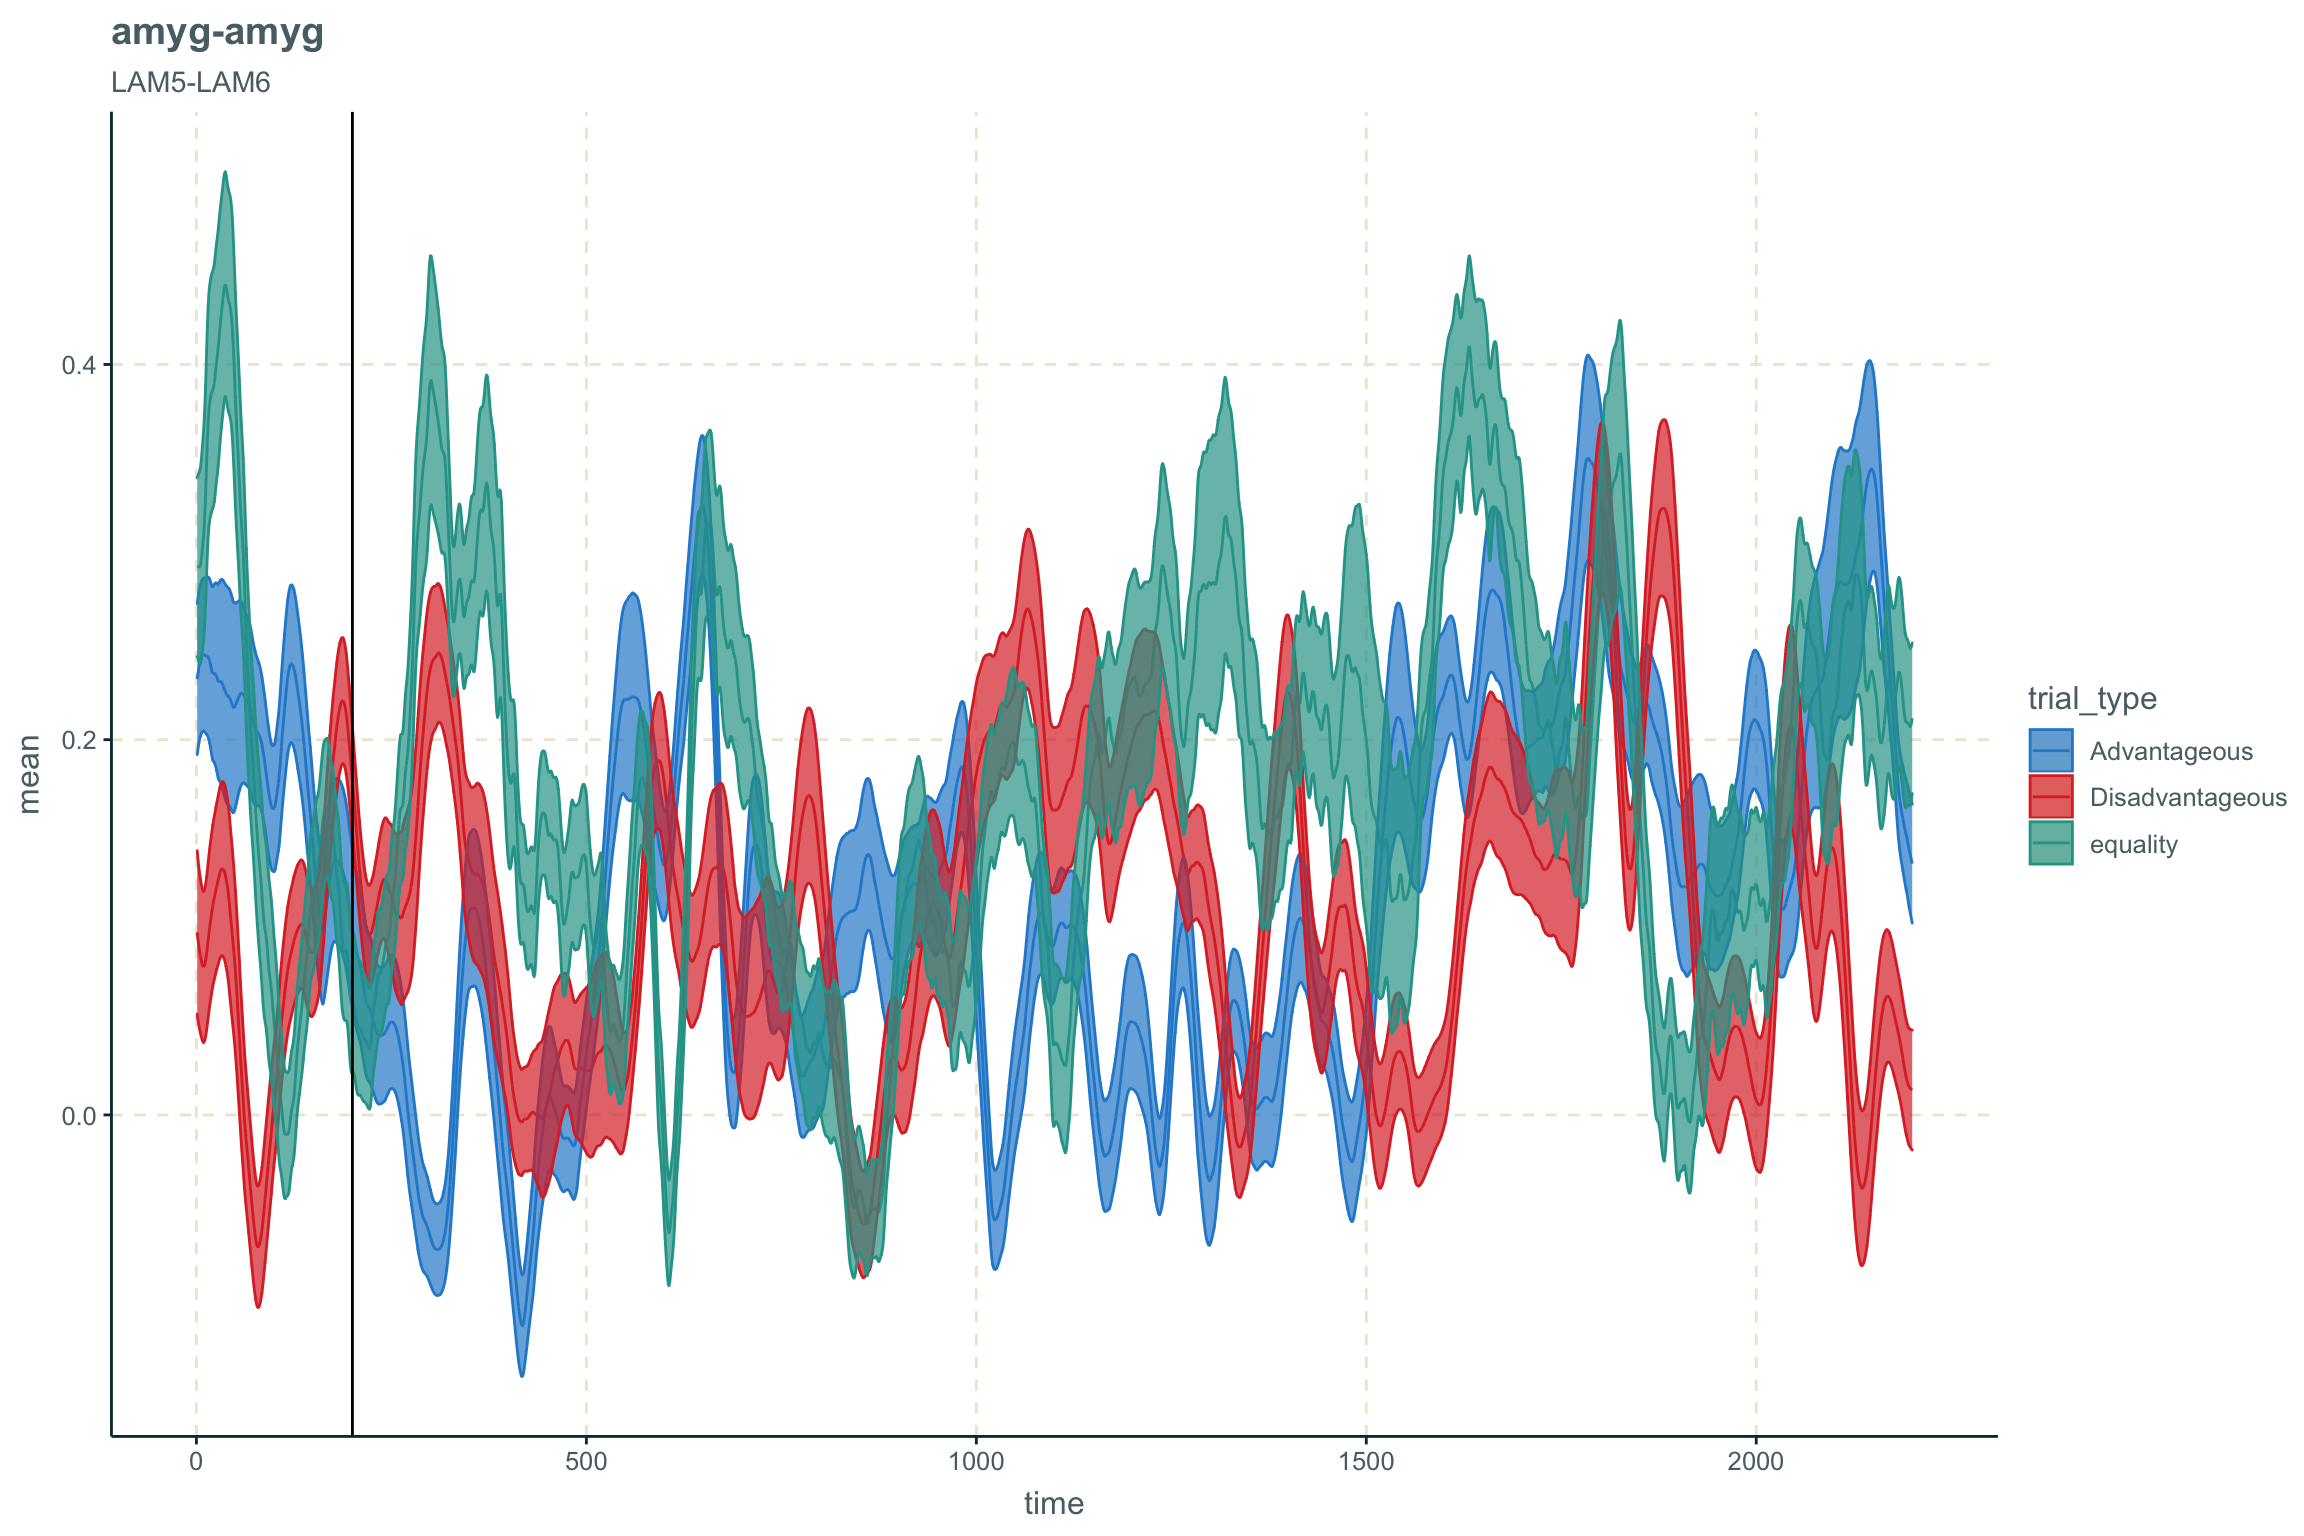 amyg-amyg
LAM5-LAM6
0.4
0.2
0.0
mean
0 500 1000 1500 2000
time
trial_type
Advantageous
Disadvantageous
equality